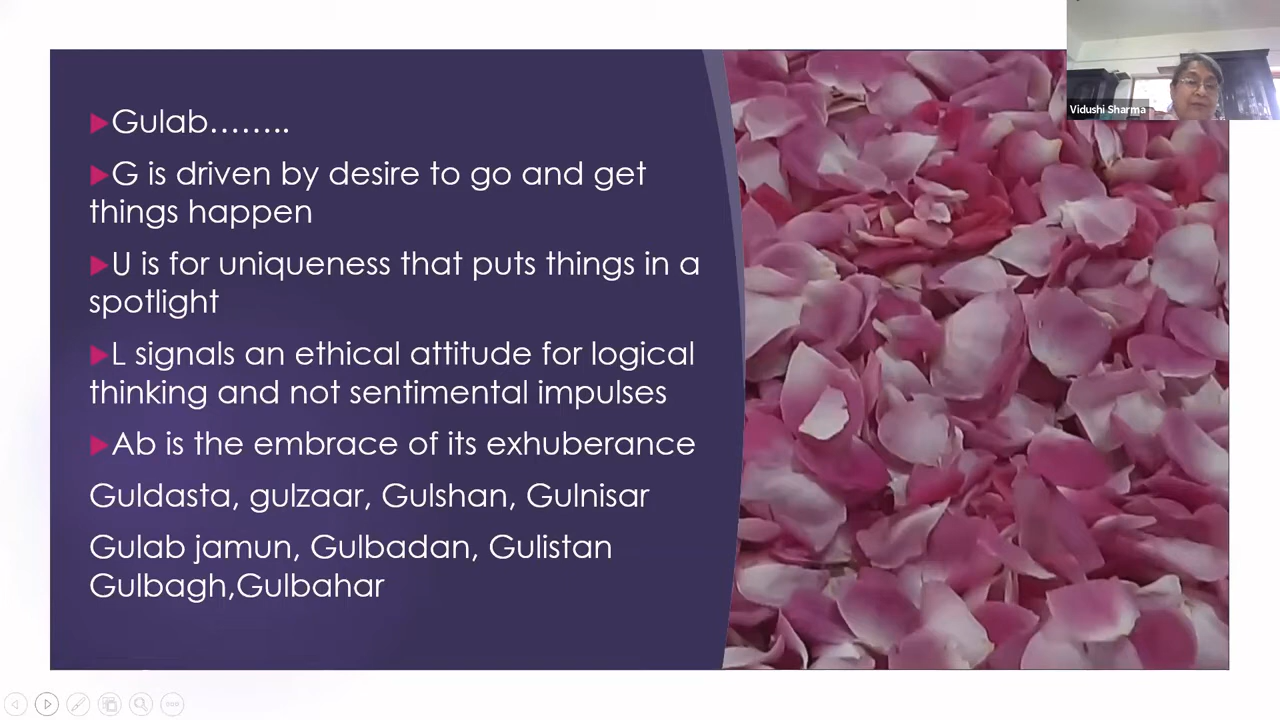 Gulab……..
G is driven by desire to go and get
things happen
U is for uniqueness that puts things in a
spotlight
L signals an ethical attitude for logical
thinking and not sentimental impulses
Ab is the embrace of its exhuberance
Guldasta, gulzaar, Gulshan, Gulnisar
Gulab jamun, Gulbadan, Gulistan
Gulbagh,Gulbahar
Vidushi Sharma